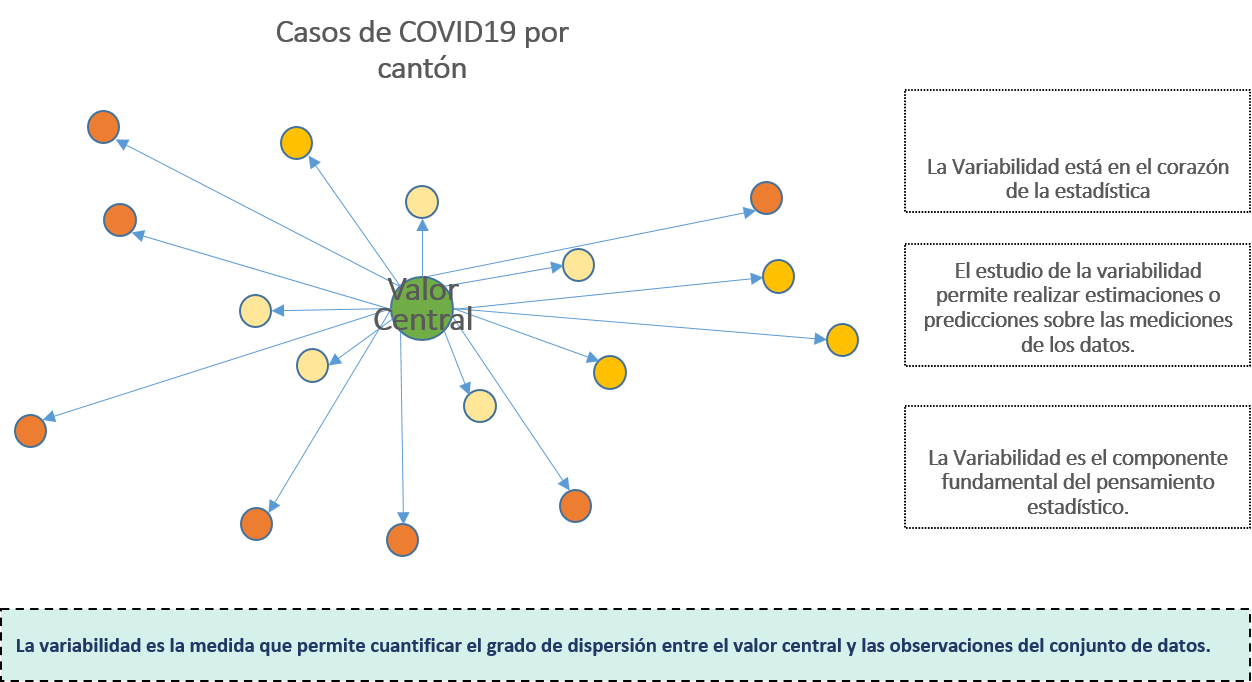 Casos de COVID19 por
cantón
Valor
Central
La Variabilidad está en el corazón
de la estadística
El estudio de la variabilidad
permite realizar estimaciones o
predicciones sobre las mediciones
de los datos.
La Variabilidad es el componente
fundamental del pensamiento
estadístico.
La variabilidad es la medida que permite cuantificar el grado de dispersión entre el valor central y las observaciones del conjunto de datos.